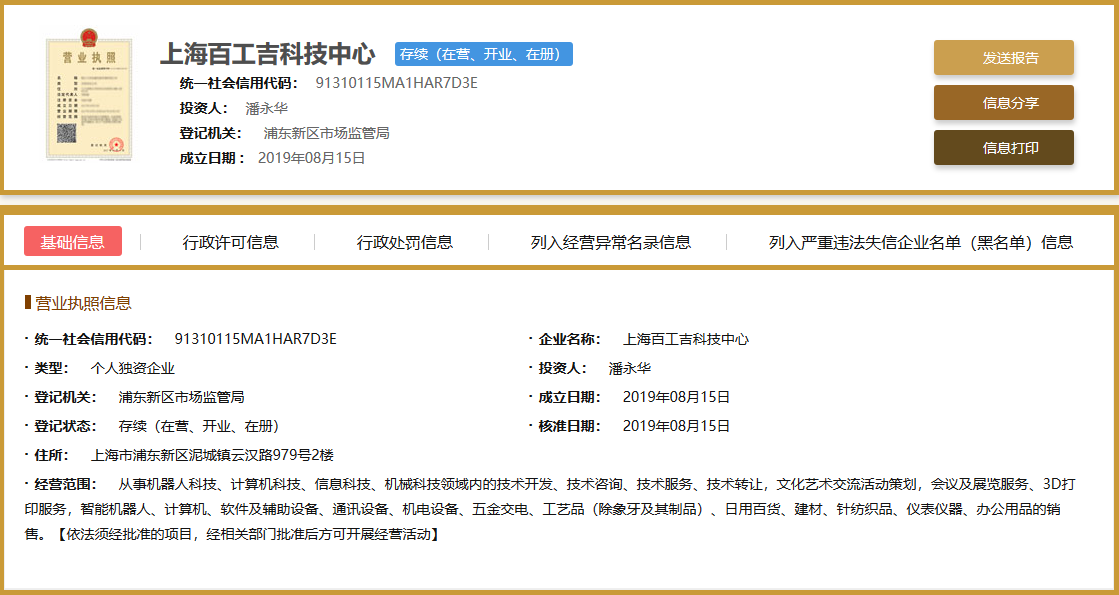 营业执照
上海百工吉科技中心 存续（在营、开业、在册）
统一社会信用代码： 91310115MA1HAR7D3E
投资人： 潘永华
登记机关： 浦东新区市场监管局
成立日期： 2019年08月15日
发送报告
信息分享
信息打印
基础信息 行政许可信息 行政处罚信息 列入经营异常名录信息 列入严重违法失信企业名单（黑名单）信息
营业执照信息
· 统一社会信用代码： 91310115MA1HAR7D3E · 企业名称： 上海百工吉科技中心
· 类型： 个人独资企业 · 投资人： 潘永华
· 登记机关： 浦东新区市场监管局 · 成立日期： 2019年08月15日
· 登记状态： 存续（在营、开业、在册） · 核准日期： 2019年08月15日
· 住所： 上海市浦东新区泥城镇云汉路979号2楼
· 经营范围： 从事机器人科技、计算机科技、信息科技、机械科技领域内的技术开发、技术咨询、技术服务、技术转让，文化艺术交流活动策划，会议及展览服务、3D打
印服务，智能机器人、计算机、软件及辅助设备、通讯设备、机电设备、五金交电、工艺品（除象牙及其制品）、日用百货、建材、针纺织品、仪表仪器、办公用品的销
售。【依法须经批准的项目，经相关部门批准后方可开展经营活动】